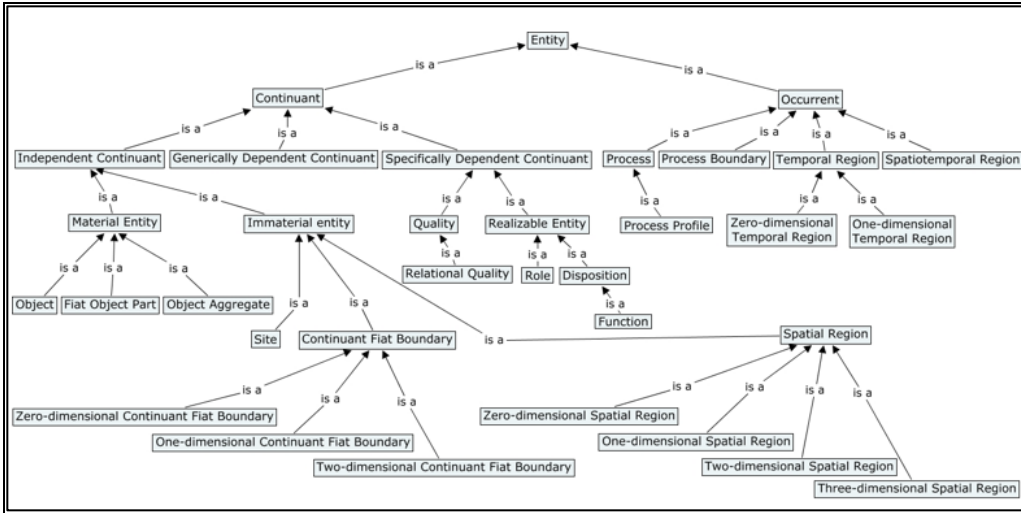 Entity
is a
is a
Continuant
Occurrent
is a
is a
is a
is a
is a
is a
is a
Independent Continuant
Generically Dependent Continuant
Specifically Dependent Continuant
Process
Process Boundary
Temporal Region
Spatiotemporal Region
is a
is a
is a
is a
is a
is a
is a
Material Entity
Immaterial entity
Quality
Realizable Entity
Process Profile
Zero-dimensional
Temporal Region
One-dimensional
Temporal Region
is a
is a
is a
is a
is a
is a
Relational Quality
Role
Disposition
Object
Fiat Object Part
Object Aggregate
is a
is a
is a
Function
Site
Continuant Fiat Boundary
is a
Spatial Region
is a
is a
is a
is a
is a
is a
is a
Zero-dimensional Continuant Fiat Boundary
Zero-dimensional Spatial Region
One-dimensional Continuant Fiat Boundary
One-dimensional Spatial Region
Two-dimensional Continuant Fiat Boundary
Two-dimensional Spatial Region
Three-dimensional Spatial Region